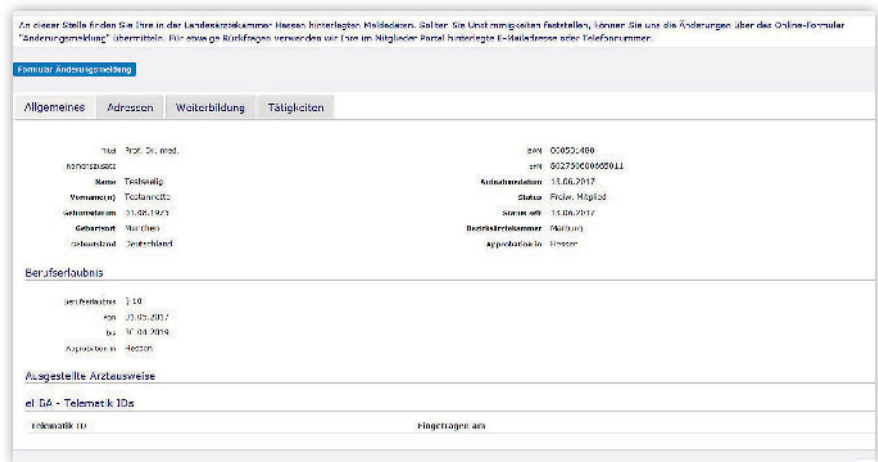 An dieser Stelle finden Sie Ihre in der Landesärztekammer Hessen hinterlegten Meldedaten. Sollten Sie Unstimmigkeiten feststellen, können Sie uns die Änderungen über das Online-Formular
"Änderungsmeldung" übermitteln. Für etwaige Rückfragen verwenden wir Ihre im Mitglieder Portal hinterlegte E-Mailadresse oder Telefonnummer.
Formular Änderungsmeldung
Allgemeines Adressen Weiterbildung Tätigkeiten
Titel Prof. Dr. med.
Namenszusatz
Name Testseelig
Vorname(n) Testannette
Geburtsdatum
Geburtsort München
Geburtsland Deutschland
EFN
Aufnahmedatum 13.06.2017
Status Freiw. Mitglied
Status seit 13.06.2017
Bezirksärztekammer Marburg
Approbation in Hessen
Berufserlaubnis
Berufserlaubnis § 10
von
bis 30.04.2019
Approbation in Hessen
Ausgestellte Arztausweise
eHBA - Telematik IDs
Telematik ID Eingetragen am